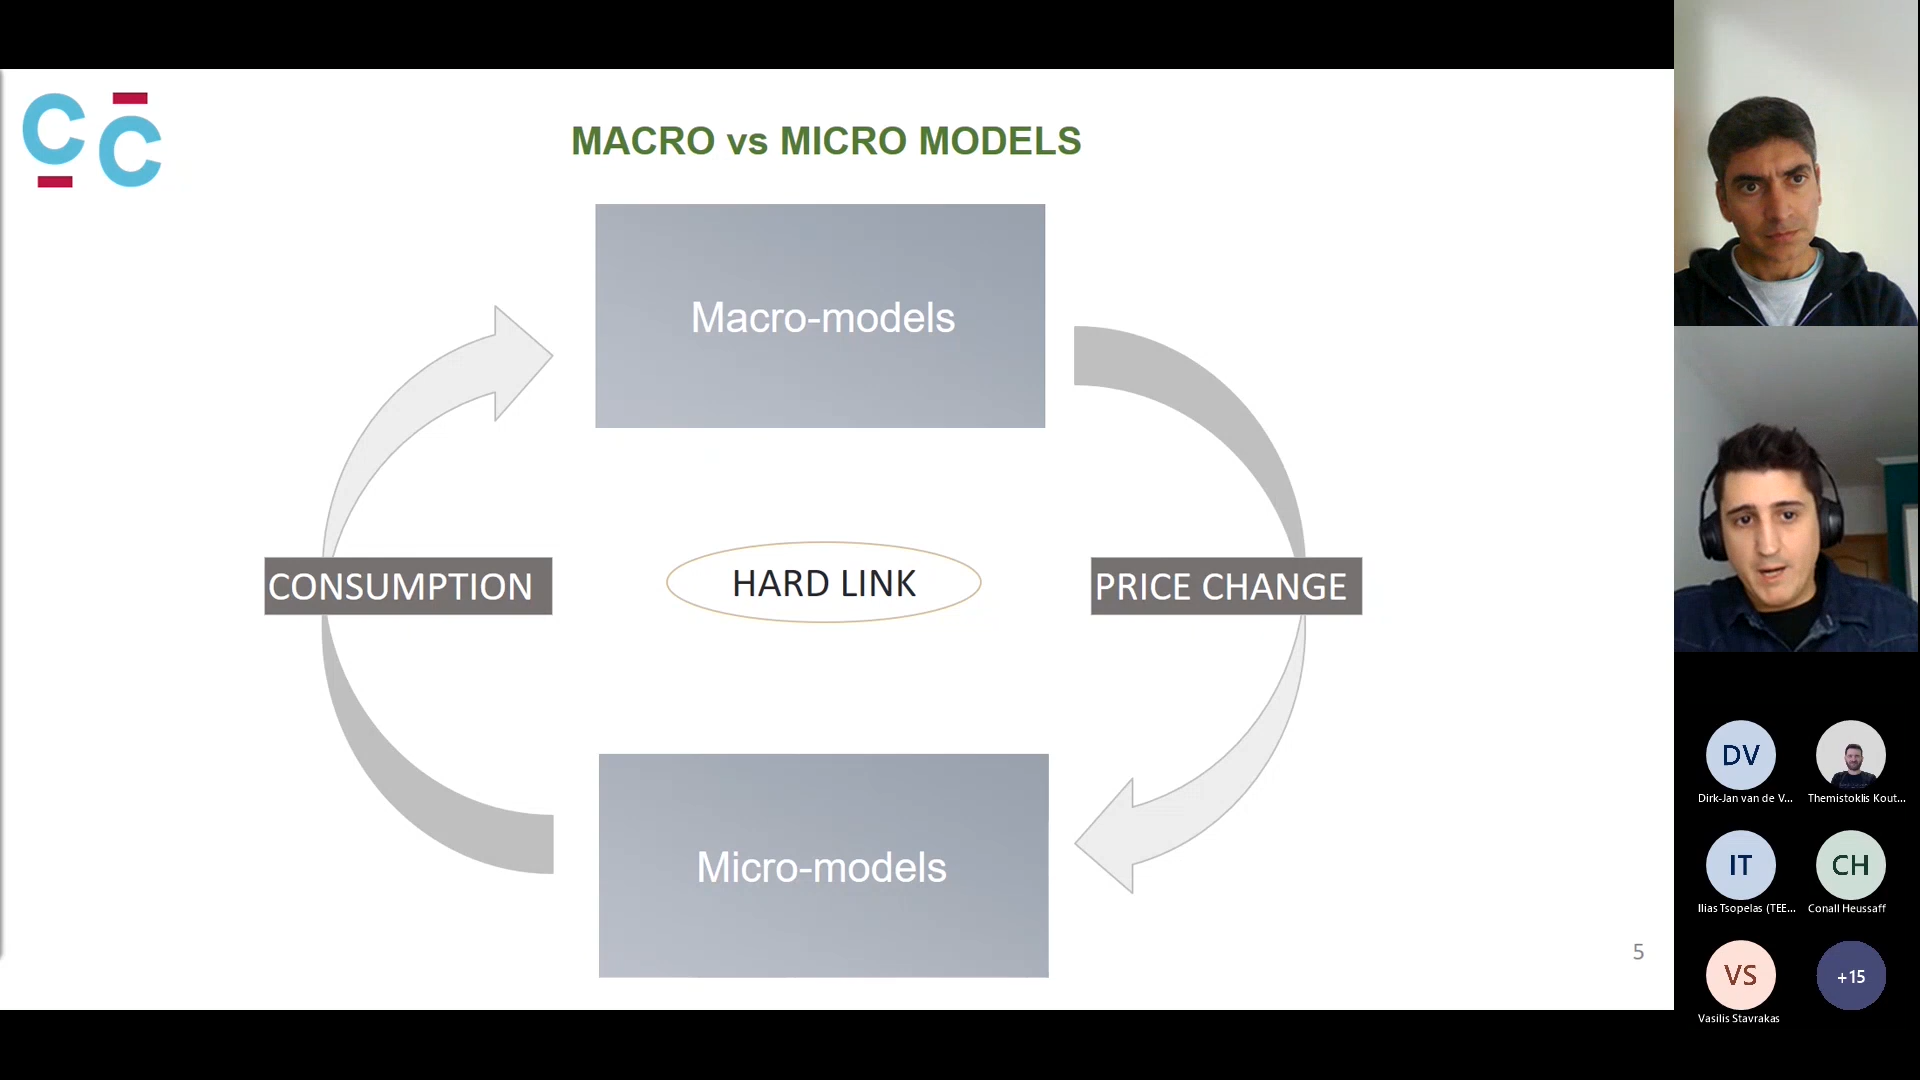 MACRO vs MICRO MODELS
Macro-models
CONSUMPTION
HARD LINK
PRICE CHANGE
Micro-models
5
DV
Dirk-Jan van de V...
Themistoklis Kout...
IT
Ilias Tsopelas (TEE...
CH
Conall Heussaff
VS
Vasilis Stavrakas
+15